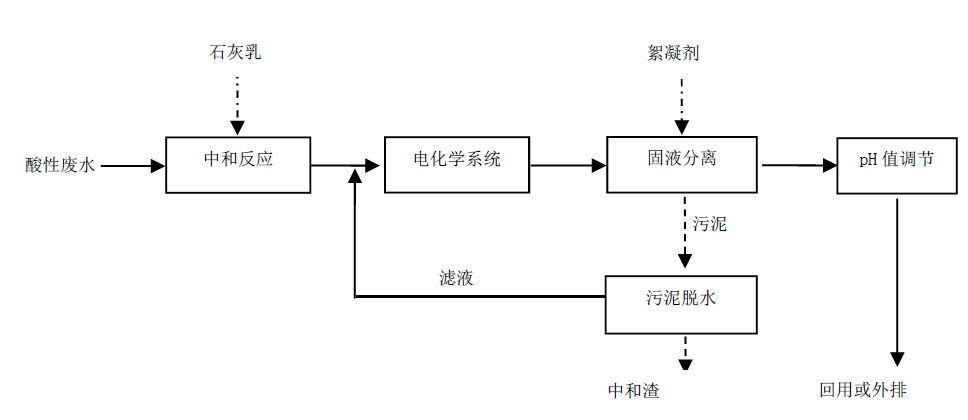 石灰乳
絮凝剂
酸性废水
中和反应
电化学系统
固液分离
pH 值调节
污泥
滤液
污泥脱水
中和渣
回用或外排